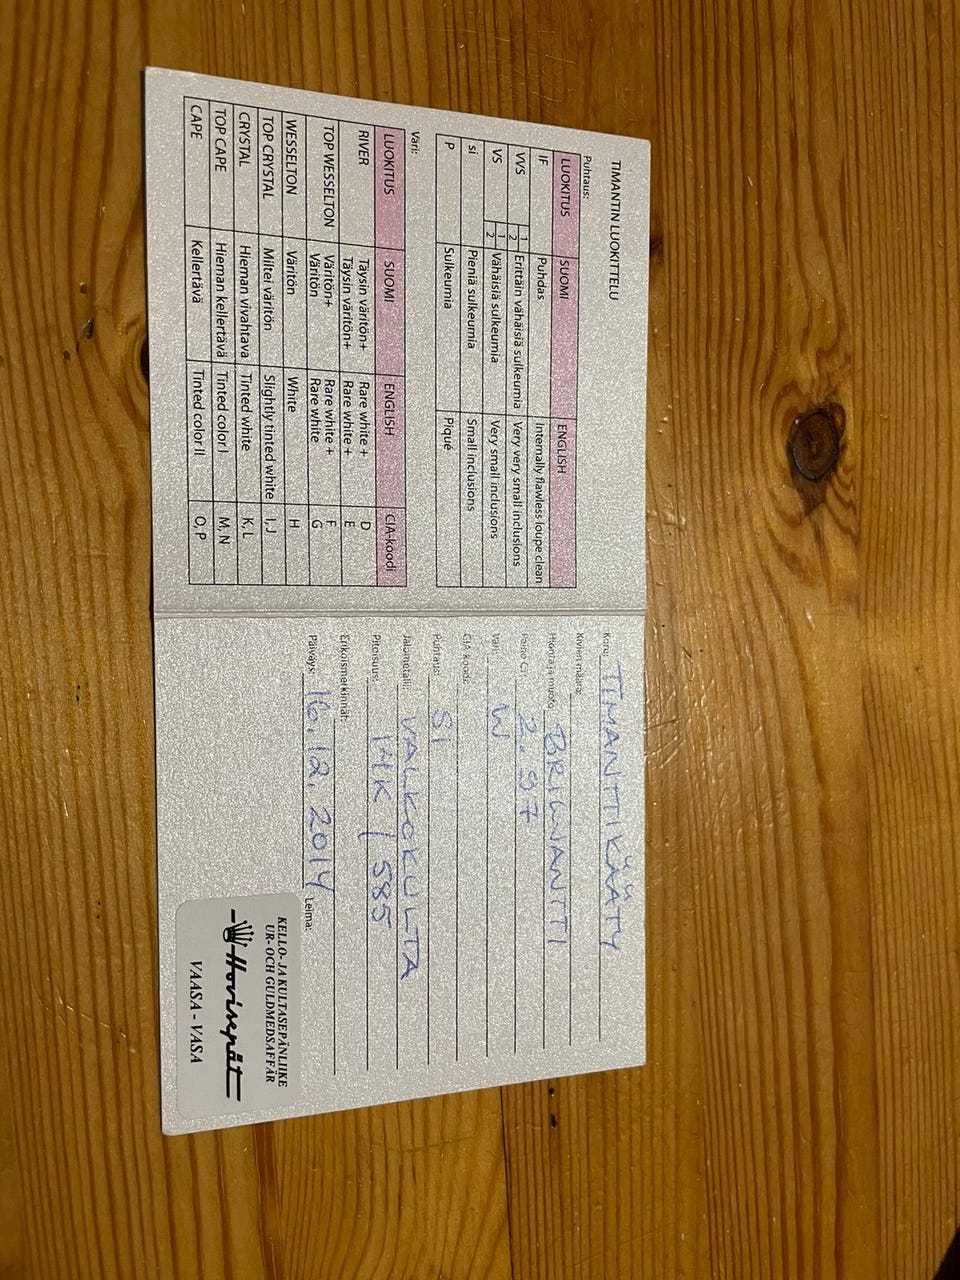 TIMANTIN LUOKITTELU
Puhtaus:
LUOKITUS SUOMI ENGLISH
IF Puhdas Internally flawless loupe clean
VVS 1 2 Erittäin vähäisiä sulkeumia Very very small inclusions
VS 1 2 Vähäisiä sulkeumia Very small inclusions
si Pieniä sulkeumia Small inclusions
P Sulkeumia Piqué
Väri:
LUOKITUS SUOMI ENGLISH GIA-koodi
RIVER Täysin väritön+ Rare white + D
Täysin väritön+ Rare white + E
TOP WESSELTON Väritön+ Rare white + F
Väritön Rare white G
WESSELTON Väritön White H
TOP CRYSTAL Miltei väritön Slightly tinted white I, J
CRYSTAL Hieman vivahtava Tinted white K, L
TOP CAPE Hieman kellertävä Tinted color I M, N
CAPE Kellertävä Tinted color II O, P
Koru: TIMANTTIKÄÄTY
Kivien määrä:
Hionta ja muoto: BRILJANTTI
Paino Ct: 2.97
Väri: W
GIA-koodi:
Puhtaus: SI
Jalometalli: VALKOKULTA
Pitoisuus: 14K / 585
Erikoismerkinnät:
Päiväys: 16.12.2014 Leima:
KELLO- JA KULTASEPÄNLIIKE
UR- OCH GULDMEDSAFFÄR
Hovisepät
VAASA - VASA